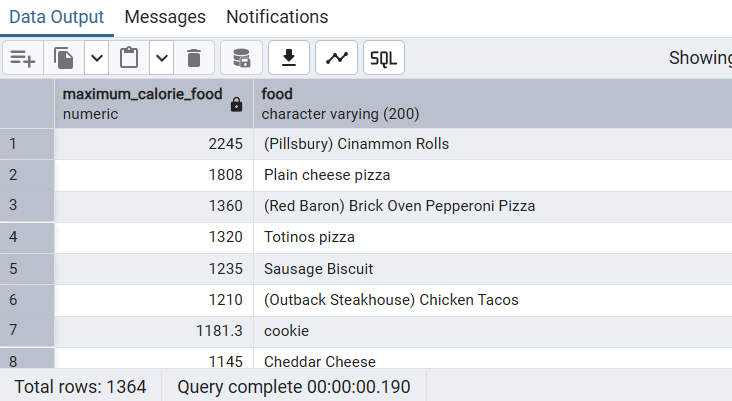 Data Output Messages Notifications
SQL Showing
maximum_calorie_food food
numeric character varying (200)
1 2245 (Pillsbury) Cinammon Rolls
2 1808 Plain cheese pizza
3 1360 (Red Baron) Brick Oven Pepperoni Pizza
4 1320 Totinos pizza
5 1235 Sausage Biscuit
6 1210 (Outback Steakhouse) Chicken Tacos
7 1181.3 cookie
8 1145 Cheddar Cheese
Total rows: 1364 Query complete 00:00:00.190